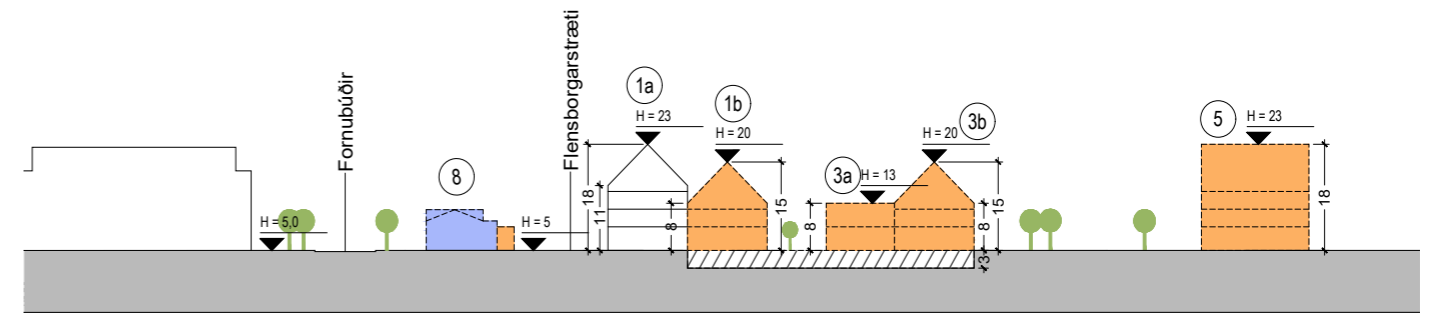 Fornubúðir
Flensborgarstræti
1a
1b
3b
5
8
3a
H = 23
H = 20
H = 20
H = 23
H = 13
H = 5,0
H = 5
18
11
8
15
8
15
8
3
18